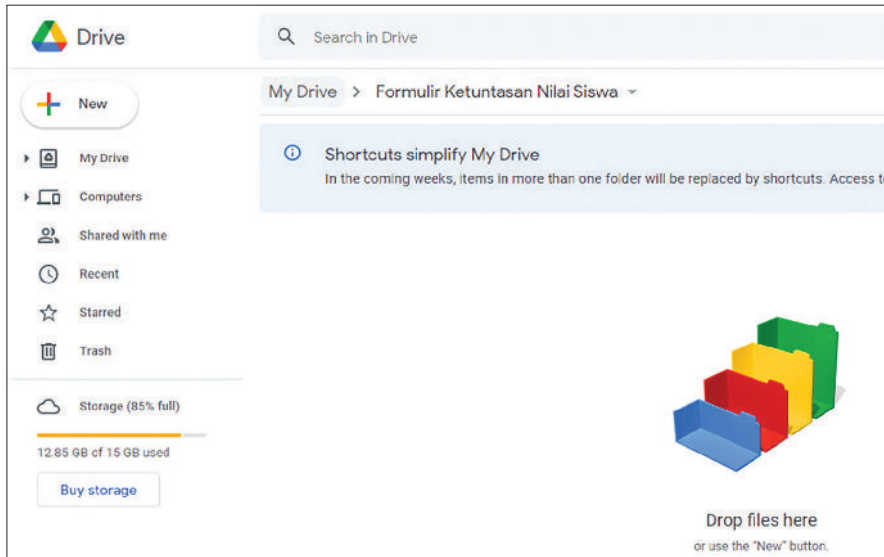 Drive
Search in Drive
New
My Drive
Computers
Shared with me
Recent
Starred
Trash
Storage (85% full)
12.85 GB of 15 GB used
Buy storage
My Drive > Formulir Ketuntasan Nilai Siswa
Shortcuts simplify My Drive
In the coming weeks, items in more than one folder will be replaced by shortcuts. Access
Drop files here
or use the "New" button.